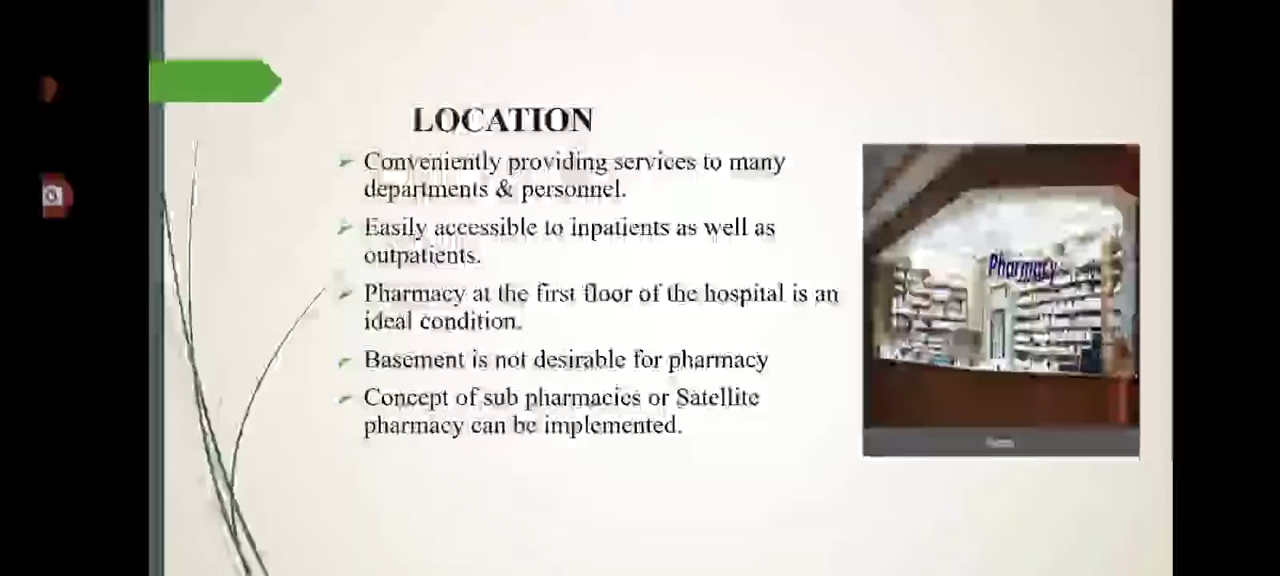 LOCATION
Conveniently providing services to many
departments & personnel.
Easily accessible to inpatients as well as
outpatients.
Pharmacy at the first floor of the hospital is an
ideal condition.
Basement is not desirable for pharmacy
Concept of sub pharmacies or Satellite
pharmacy can be implemented.
Pharmacy